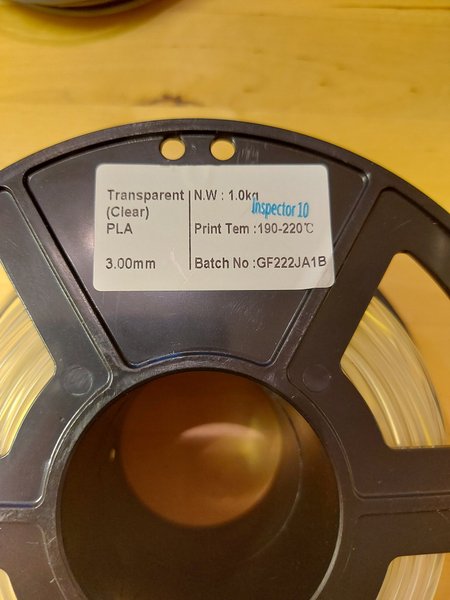 Transparent
(Clear)
PLA
3.00mm
N.W : 1.0kg
Inspector 10
Print Tem :190-220℃
Batch No :GF222JA1B